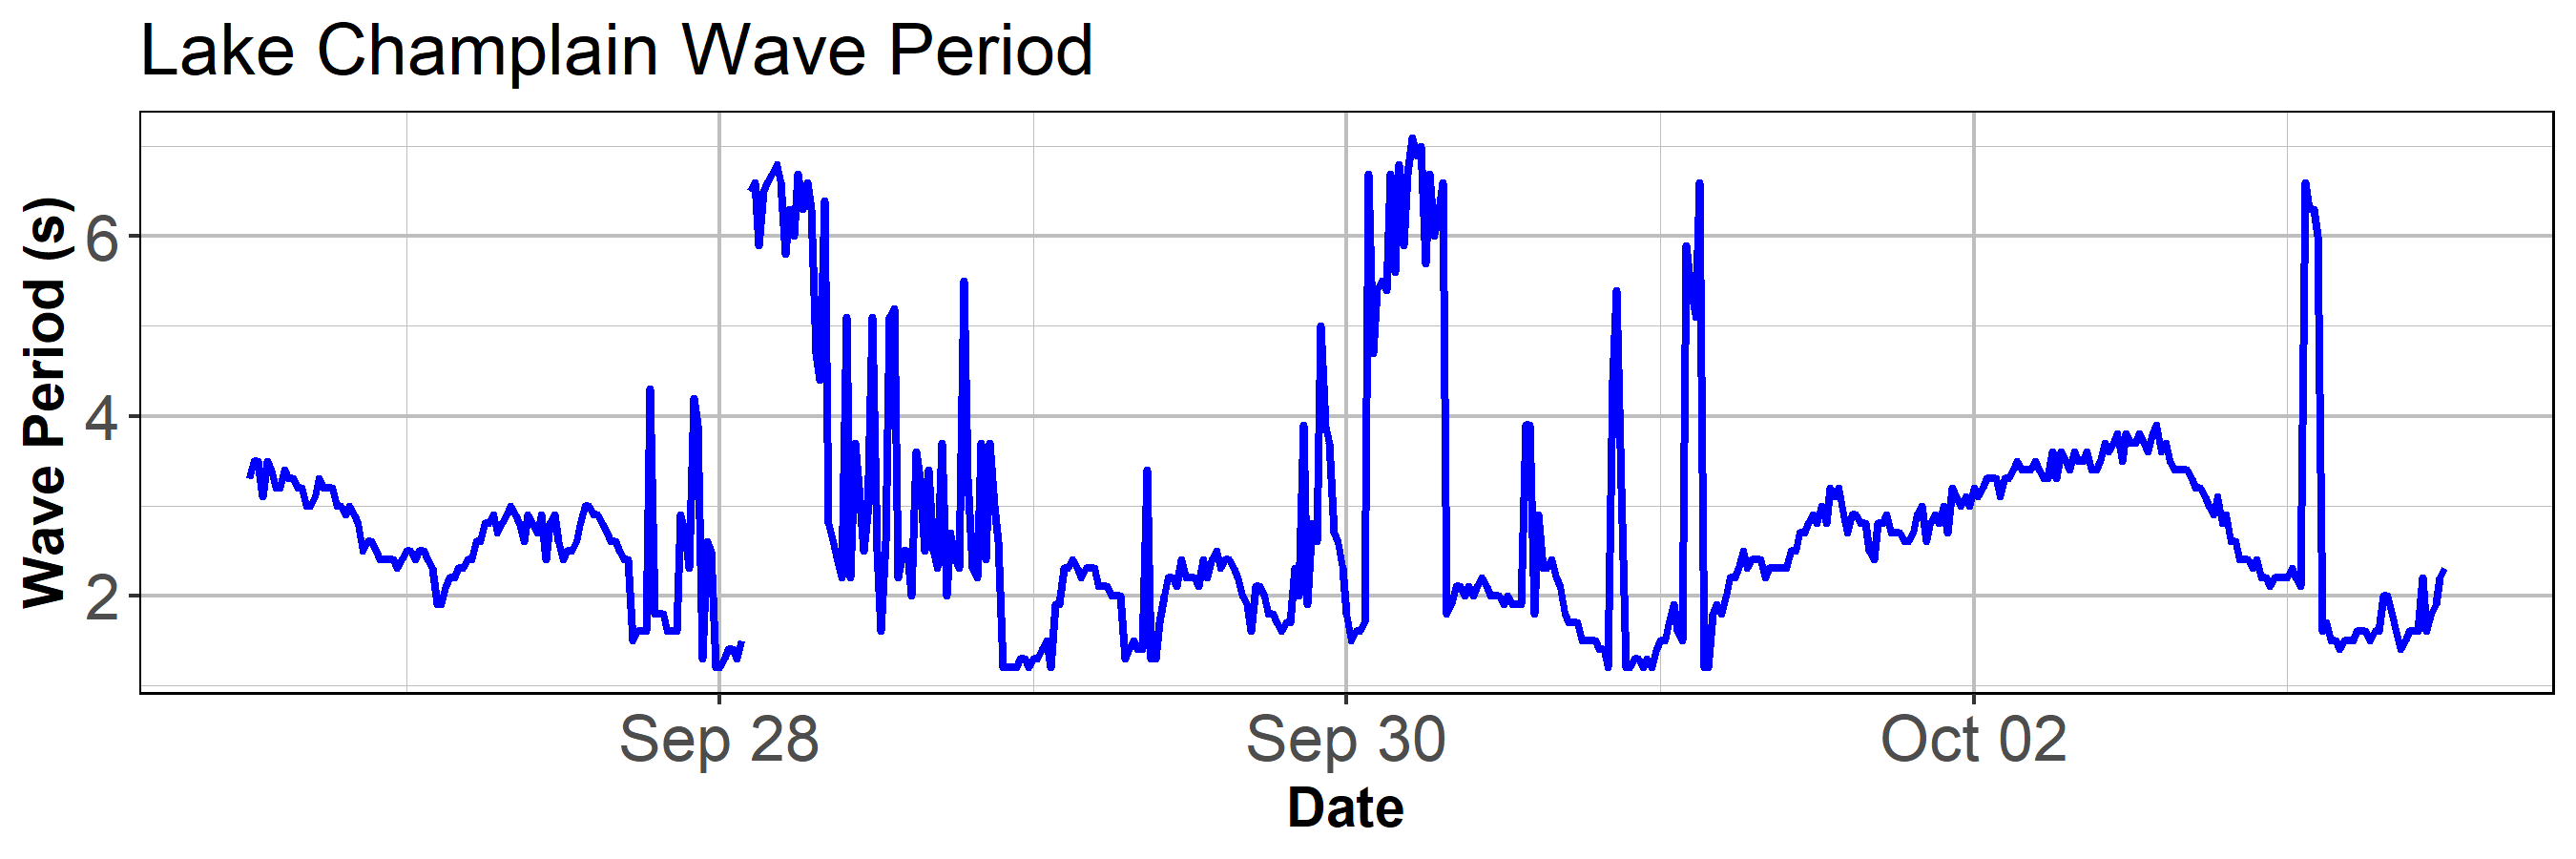 Lake Champlain Wave Period
Wave Period (s)
6
4
2
Sep 28
Sep 30
Oct 02
Date